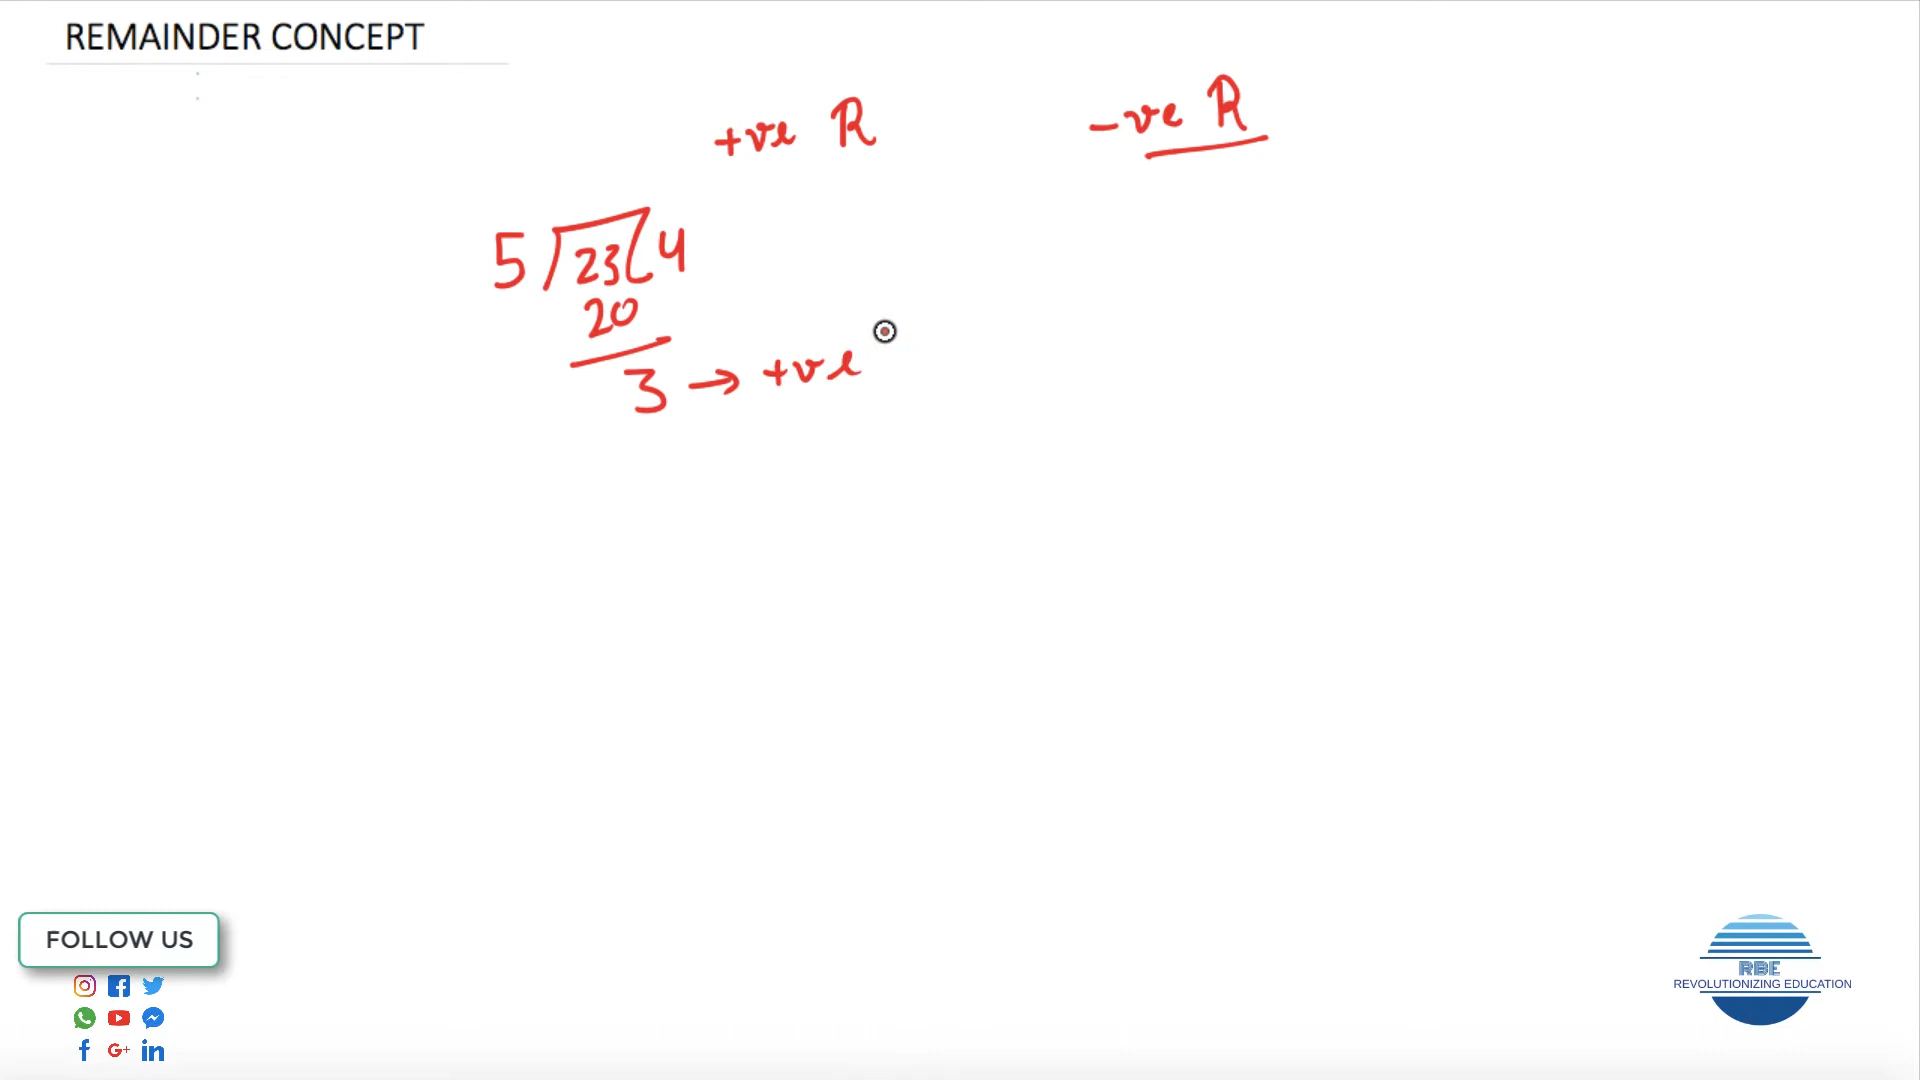 REMAINDER CONCEPT
+ve R
-ve R
5 23 4
20
3 → +ve
FOLLOW US
RBE
REVOLUTIONIZING EDUCATION